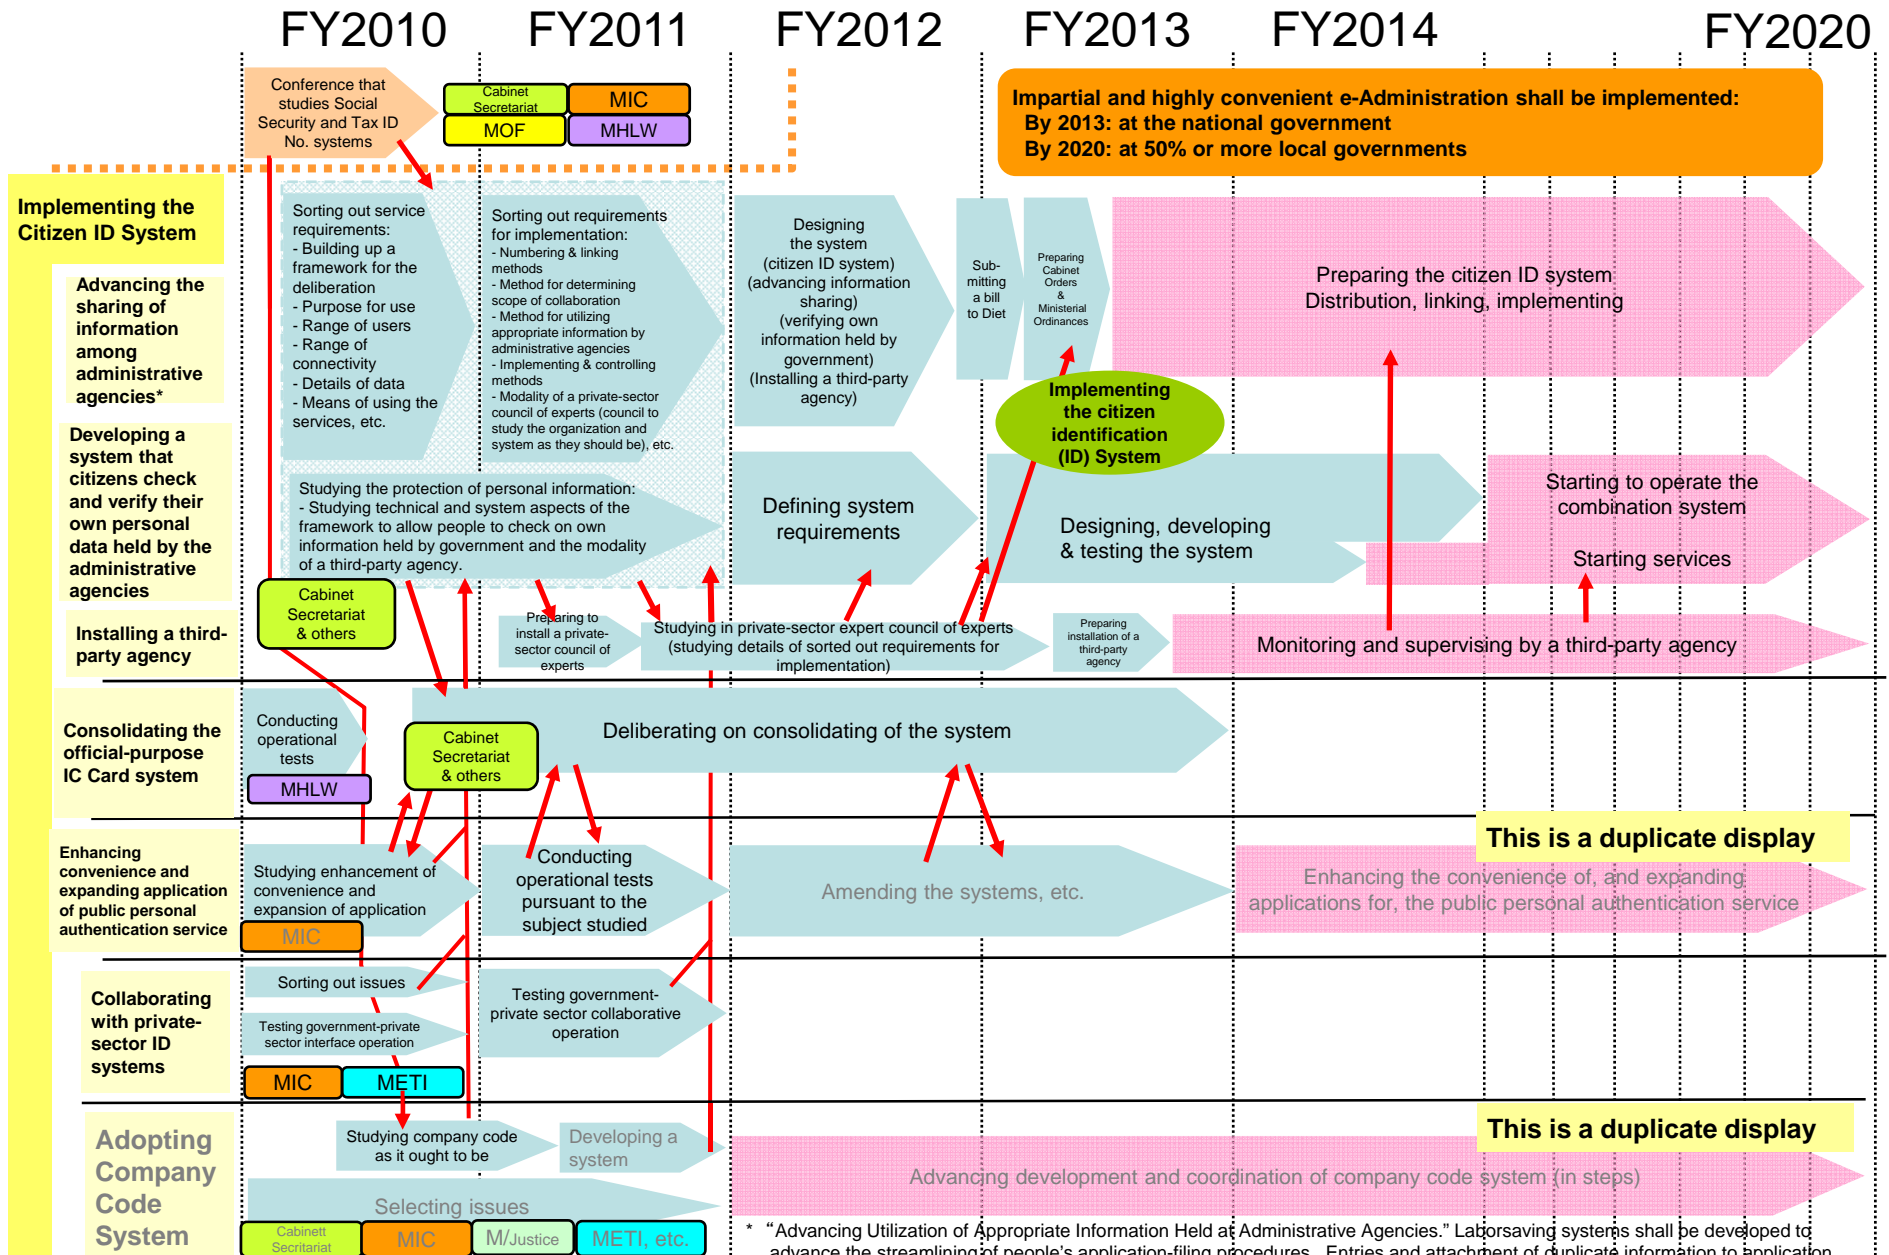 FY2010 FY2011 FY2012 FY2013 FY2014 FY2020
Conference that
studies Social
Security and Tax ID
No. systems
Cabinet
Secretariat
MIC
MOF
MHLW
Impartial and highly convenient e-Administration shall be implemented:
By 2013: at the national government
By 2020: at 50% or more local governments
Implementing the
Citizen ID System
Advancing the
sharing of
information
among
administrative
agencies*
Developing a
system that
citizens check
and verify their
own personal
data held by the
administrative
agencies
Installing a third-
party agency
Sorting out service
requirements:
- Building up a
framework for the
deliberation
- Purpose for use
- Range of users
- Range of
connectivity
- Details of data
- Means of using the
services, etc.
Sorting out requirements
for implementation:
- Numbering & linking
methods
- Method for determining
scope of collaboration
- Method for utilizing
appropriate information by
administrative agencies
- Implementing & controlling
methods
- Modality of a private-sector
council of experts (council to
study the organization and
system as they should be), etc.
Designing
the system
(citizen ID system)
(advancing information
sharing)
(verifying own
information held by
government)
(Installing a third-party
agency)
Sub-
mitting
a bill
to Diet
Preparing
Cabinet
Orders
&
Ministerial
Ordinances
Preparing the citizen ID system
Distribution, linking, implementing
Implementing
the citizen
identification
(ID) System
Studying the protection of personal information:
- Studying technical and system aspects of the
framework to allow people to check on own
information held by government and the modality
of a third-party agency.
Defining system
requirements
Designing, developing
& testing the system
Starting to operate the
combination system
Starting services
Cabinet
Secretariat
& others
Preparing to
install a private-
sector council of
experts
Studying in private-sector expert council of experts
(studying details of sorted out requirements for
implementation)
Preparing
installation of a
third-party
agency
Monitoring and supervising by a third-party agency
Consolidating the
official-purpose
IC Card system
Conducting
operational
tests
MHLW
Cabinet
Secretariat
& others
Deliberating on consolidating of the system
Enhancing
convenience and
expanding application
of public personal
authentication service
Studying enhancement of
convenience and
expansion of application
MIC
Conducting
operational tests
pursuant to the
subject studied
Amending the systems, etc.
This is a duplicate display
Enhancing the convenience of, and expanding
applications for, the public personal authentication service
Collaborating
with private-
sector ID
systems
Sorting out issues
Testing government-private
sector interface operation
MIC
METI
Testing government-
private sector collaborative
operation
Adopting
Company
Code
System
Studying company code
as it ought to be
Developing a
system
Selecting issues
Cabinett
Secritariat
MIC
M/Justice
METI, etc.
This is a duplicate display
Advancing development and coordination of company code system (in steps)
* “Advancing Utilization of Appropriate Information Held at Administrative Agencies.” Laborsaving systems shall be developed to
advance the streamlining of people's application-filing procedures. Entries and attachment of duplicate information to application